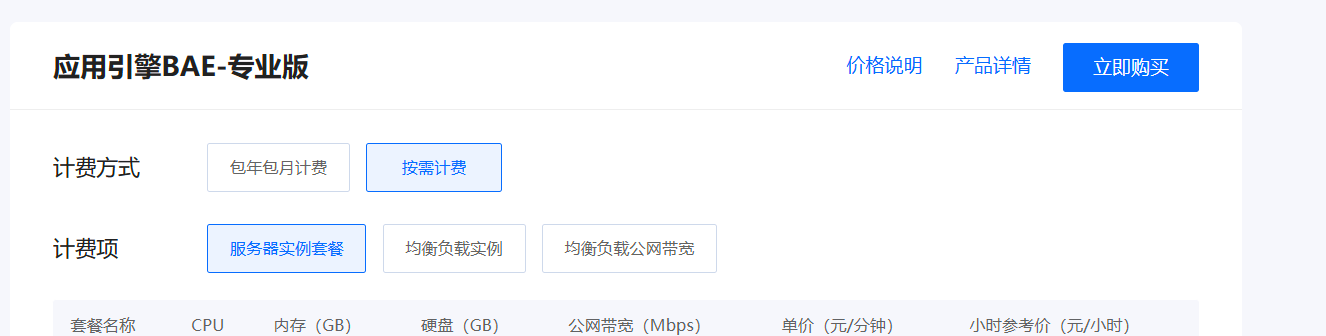 应用引擎BAE-专业版 价格说明 产品详情 立即购买
计费方式 包年包月计费 按需计费
计费项 服务器实例套餐 均衡负载实例 均衡负载公网带宽
套餐名称 CPU 内存（GB） 硬盘（GB） 公网带宽（Mbps） 单价（元/分钟） 小时参考价（元/小时）